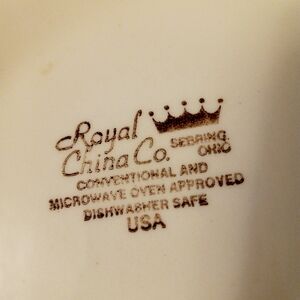 Royal
China Co.
SEBRING,
OHIO
CONVENTIONAL AND
MICROWAVE OVEN APPROVED
DISHWASHER SAFE
USA